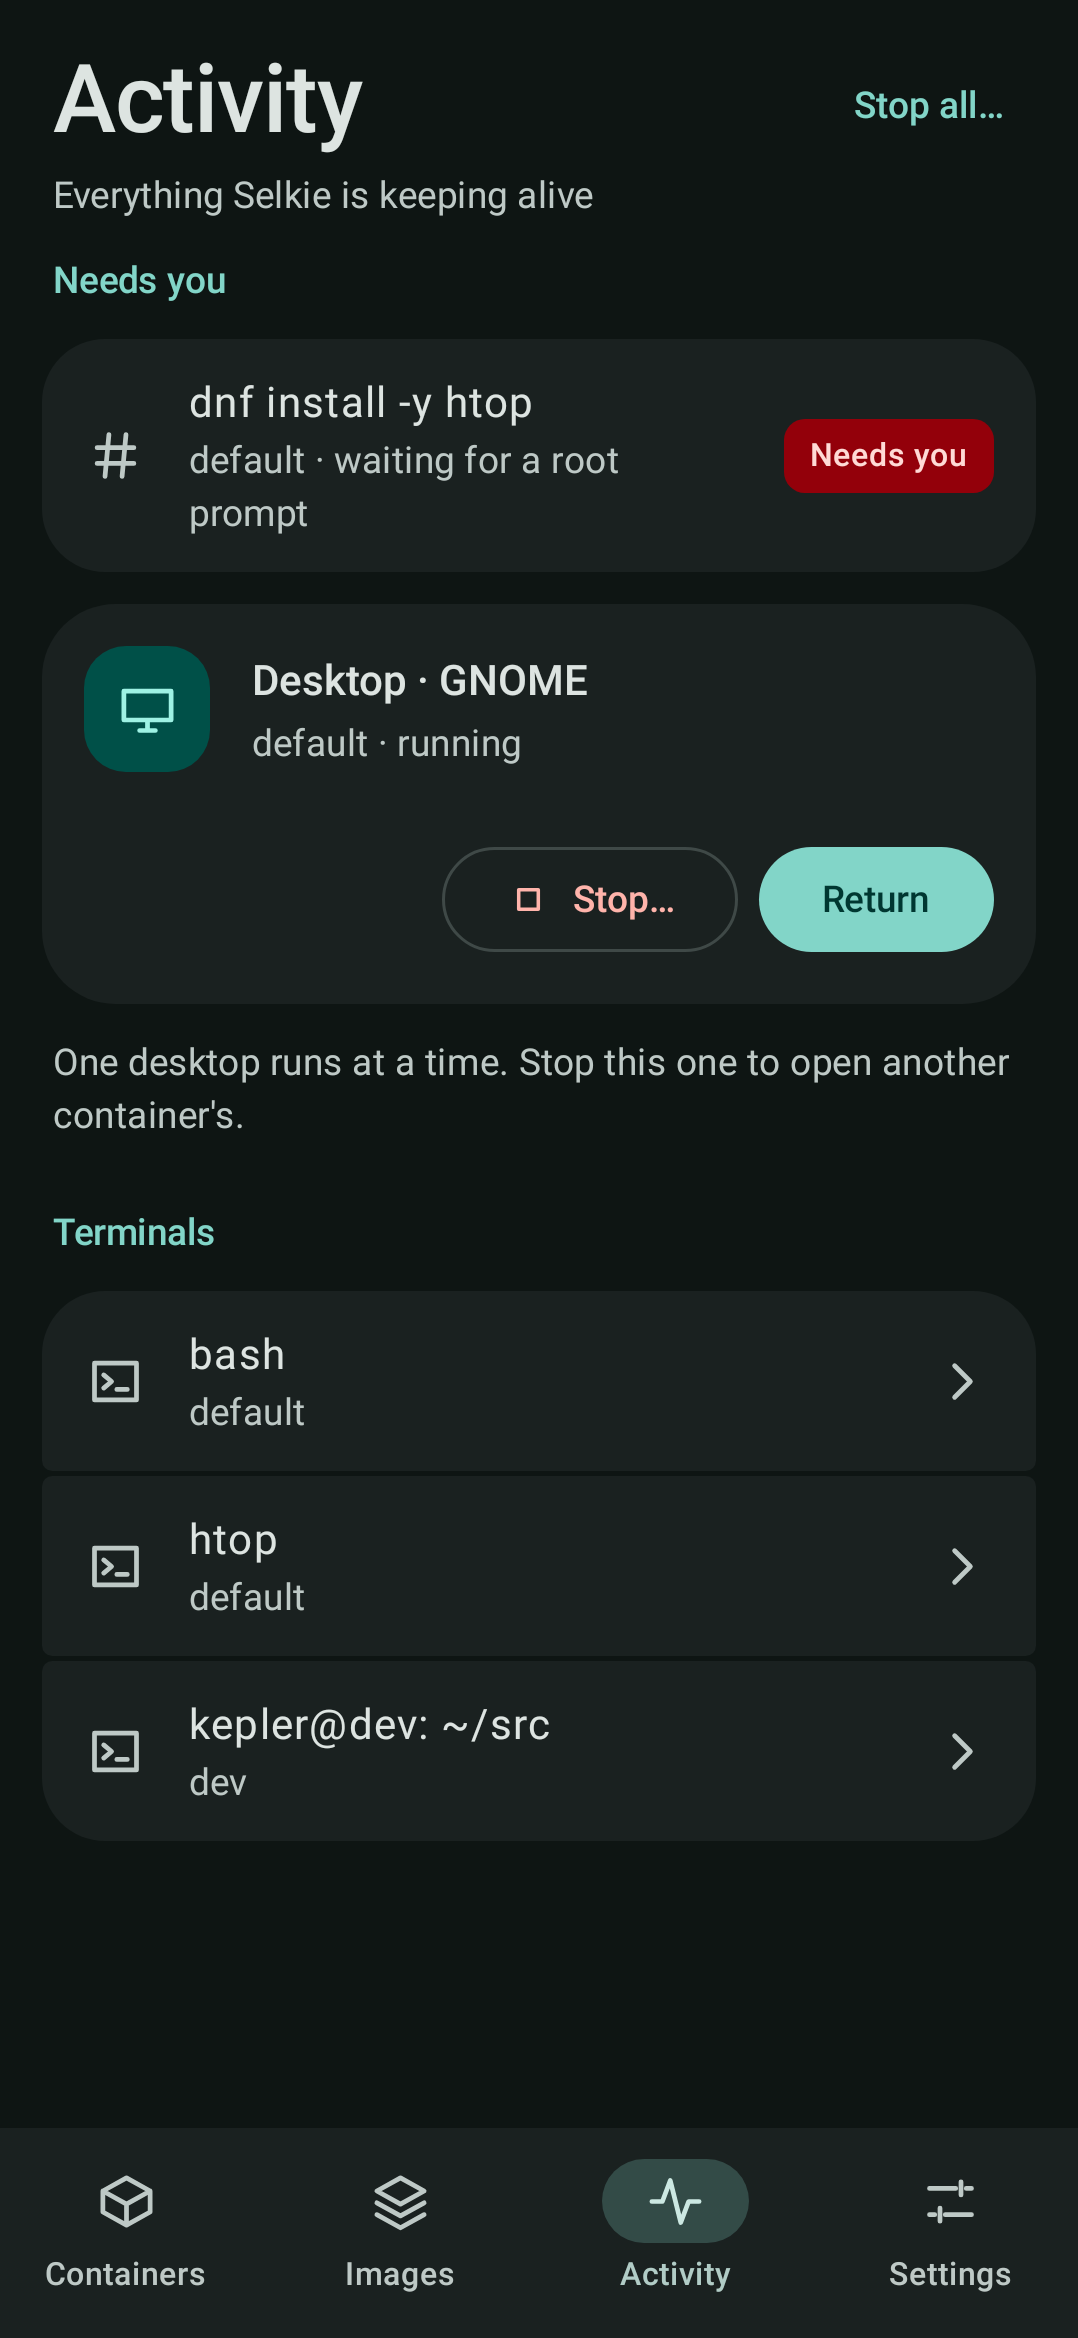 Activity
Stop all…
Everything Selkie is keeping alive
Needs you
dnf install -y htop
default · waiting for a root
prompt
Needs you
Desktop · GNOME
default · running
Stop…
Return
One desktop runs at a time. Stop this one to open another
container's.
Terminals
bash
default
htop
default
kepler@dev: ~/src
dev
Containers
Images
Activity
Settings